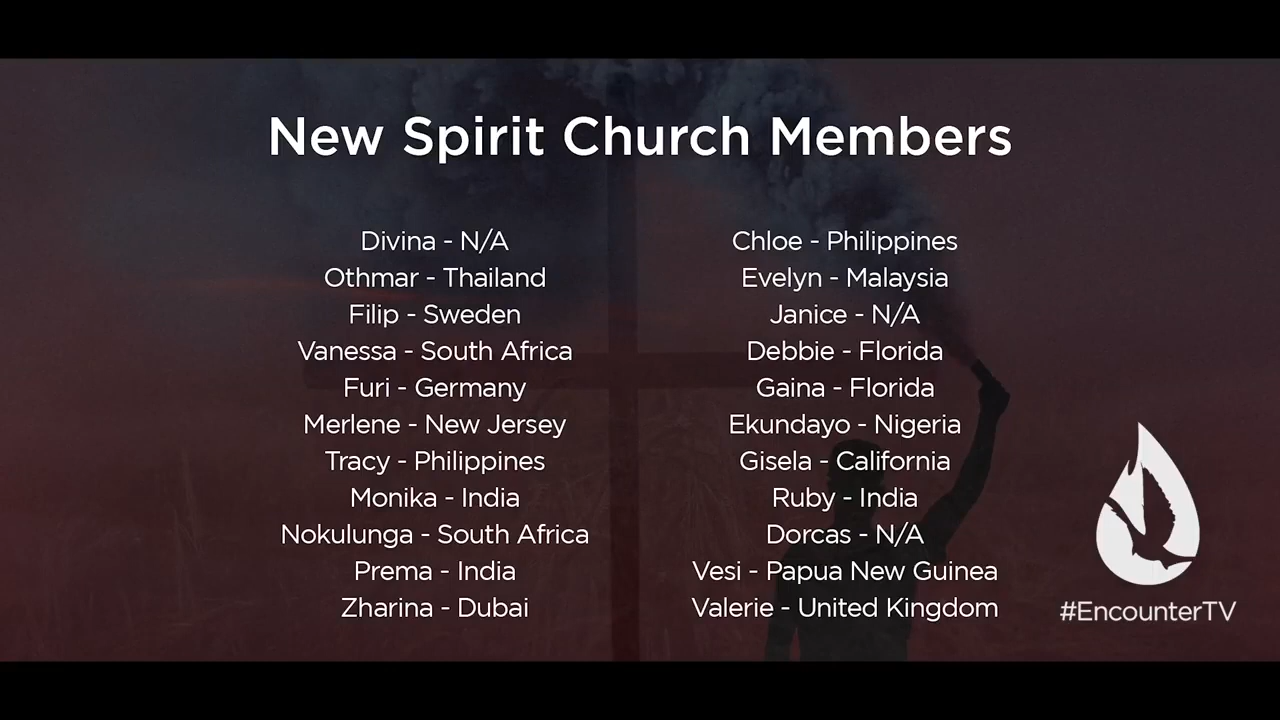 New Spirit Church Members
Divina - N/A
Othmar - Thailand
Filip - Sweden
Vanessa - South Africa
Furi - Germany
Merlene - New Jersey
Tracy - Philippines
Monika - India
Nokulunga - South Africa
Prema - India
Zharina - Dubai
Chloe - Philippines
Evelyn - Malaysia
Janice - N/A
Debbie - Florida
Gaina - Florida
Ekundayo - Nigeria
Gisela - California
Ruby - India
Dorcas - N/A
Vesi - Papua New Guinea
Valerie - United Kingdom
#EncounterTV